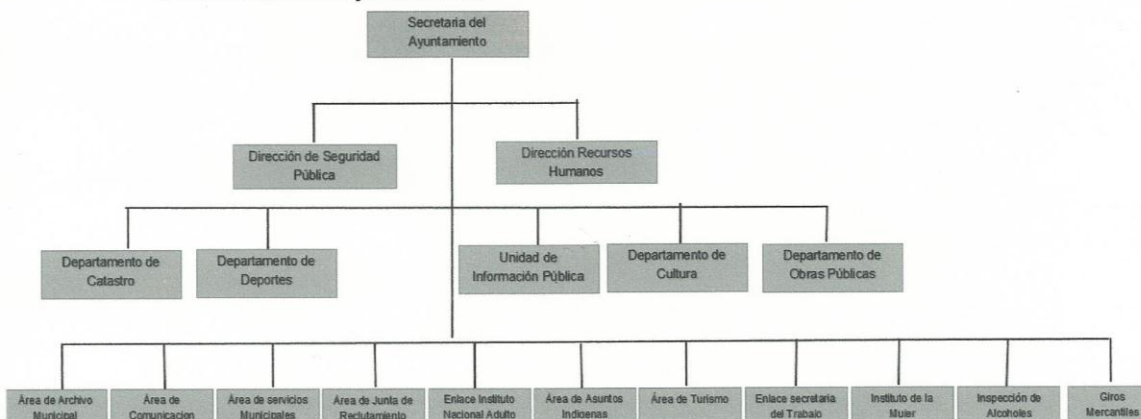 Secretaria del
Ayuntamiento
Dirección de Seguridad
Pública
Dirección Recursos
Humanos
Departamento de
Catastro
Departamento de
Deportes
Unidad de
Información Pública
Departamento de
Cultura
Departamento de
Obras Públicas
Área de Archivo
Municipal
Área de
Comunicacion
Área de servicios
Municipales
Área de Junta de
Reclutamiento
Enlace Instituto
Nacional Adulto
Área de Asuntos
Indigenas
Área de Turismo
Enlace secretaria
del Trabajo
Instituto de la
Mujer
Inspección de
Alcoholes
Giros
Mercantiles